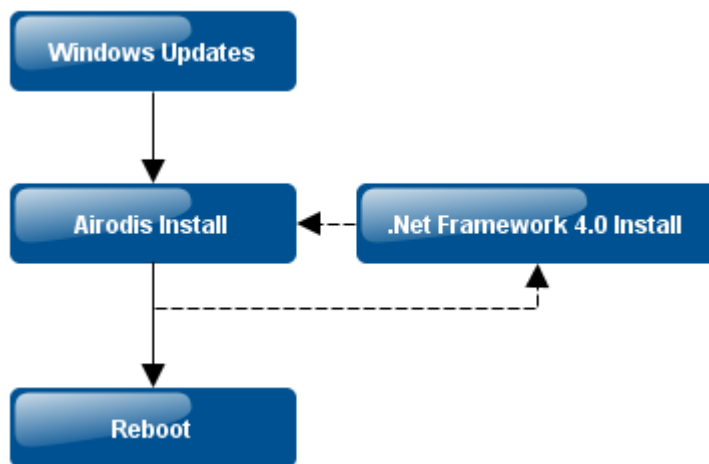 Windows Updates
Airodis Install
.Net Framework 4.0 Install
Reboot